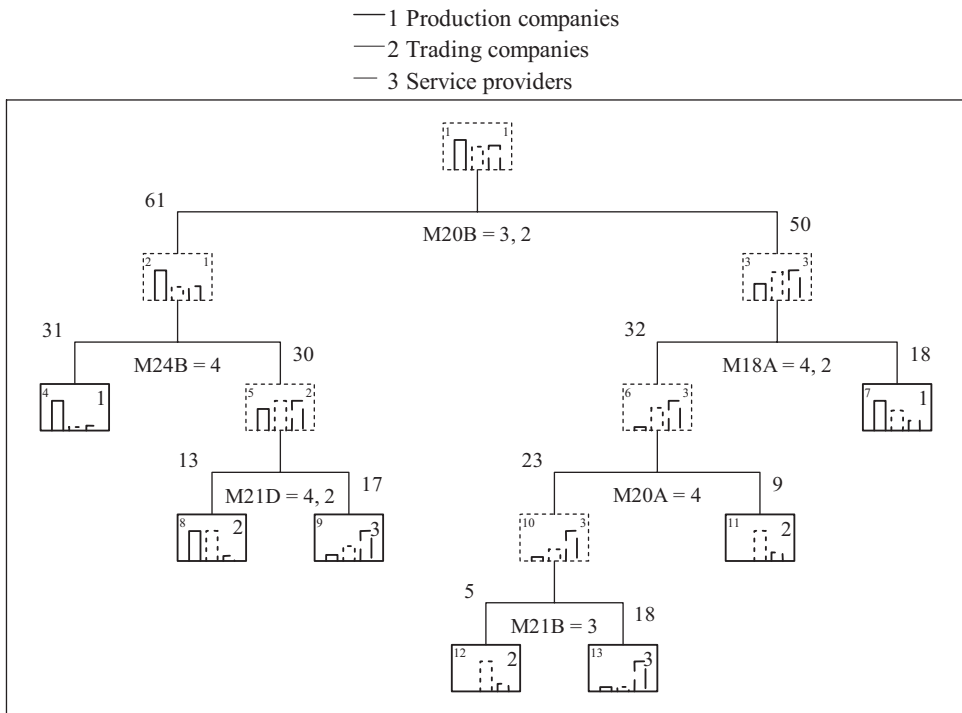 1 Production companies
2 Trading companies
3 Service providers
1 1
61 50
M20B = 3, 2
2 1 3 3
31 30 32 18
M24B = 4 M18A = 4, 2
4 1 5 2 6 3 7 1
13 17 23 9
M21D = 4, 2 M20A = 4
8 2 9 3 10 3 11 2
5 18
M21B = 3
12 2 13 3